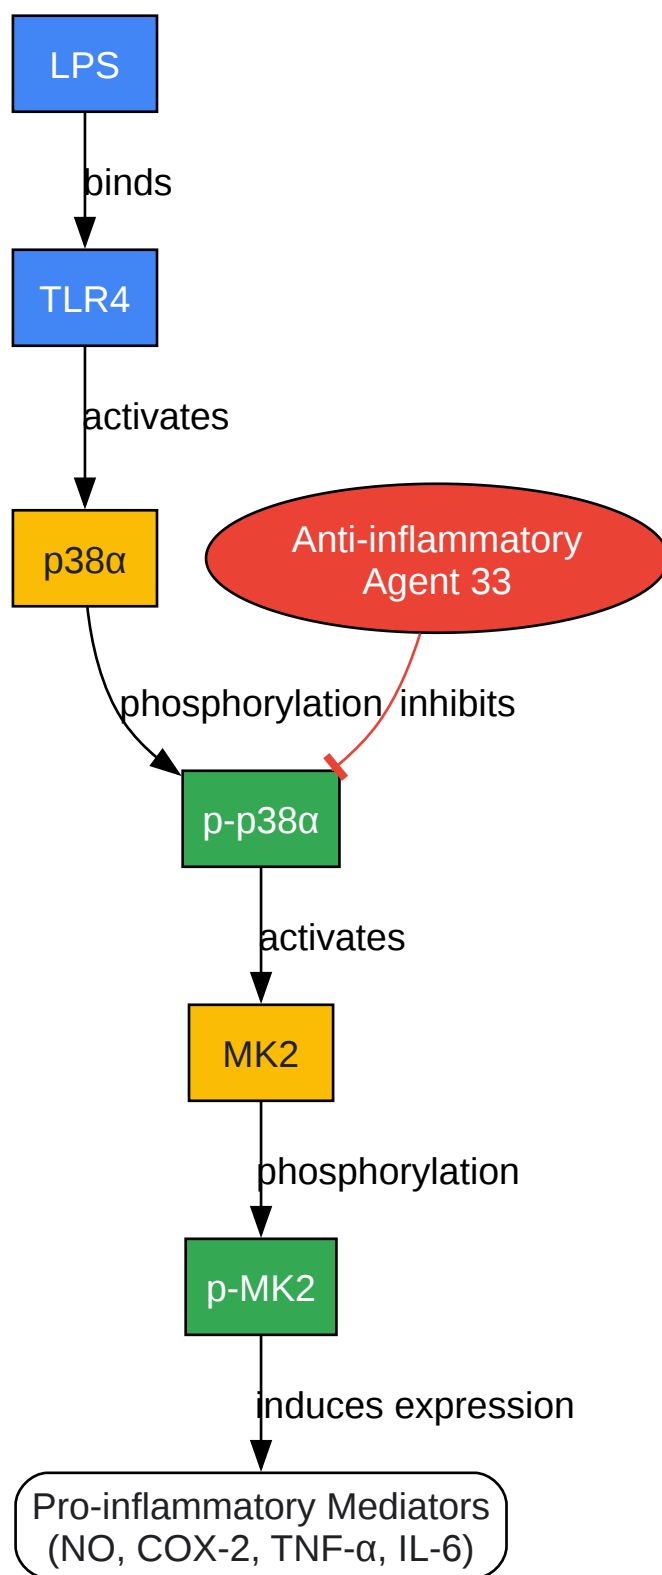 LPS
binds
TLR4
activates
p38α
Anti-inflammatory
Agent 33
phosphorylation
inhibits
p-p38α
activates
MK2
phosphorylation
p-MK2
induces expression
Pro-inflammatory Mediators
(NO, COX-2, TNF-α, IL-6)